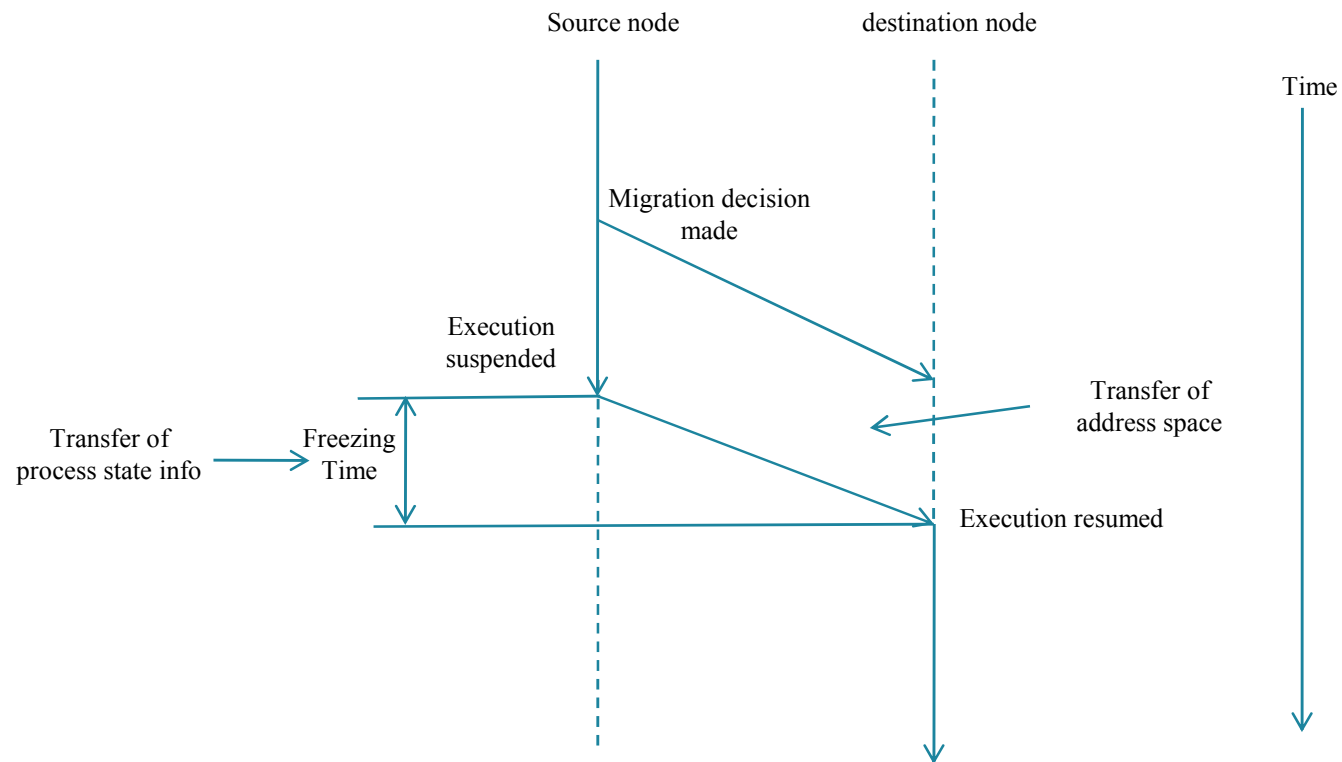 Source node
destination node
Time
Migration decision
made
Execution
suspended
Transfer of
address space
Transfer of
process state info
Freezing
Time
Execution resumed